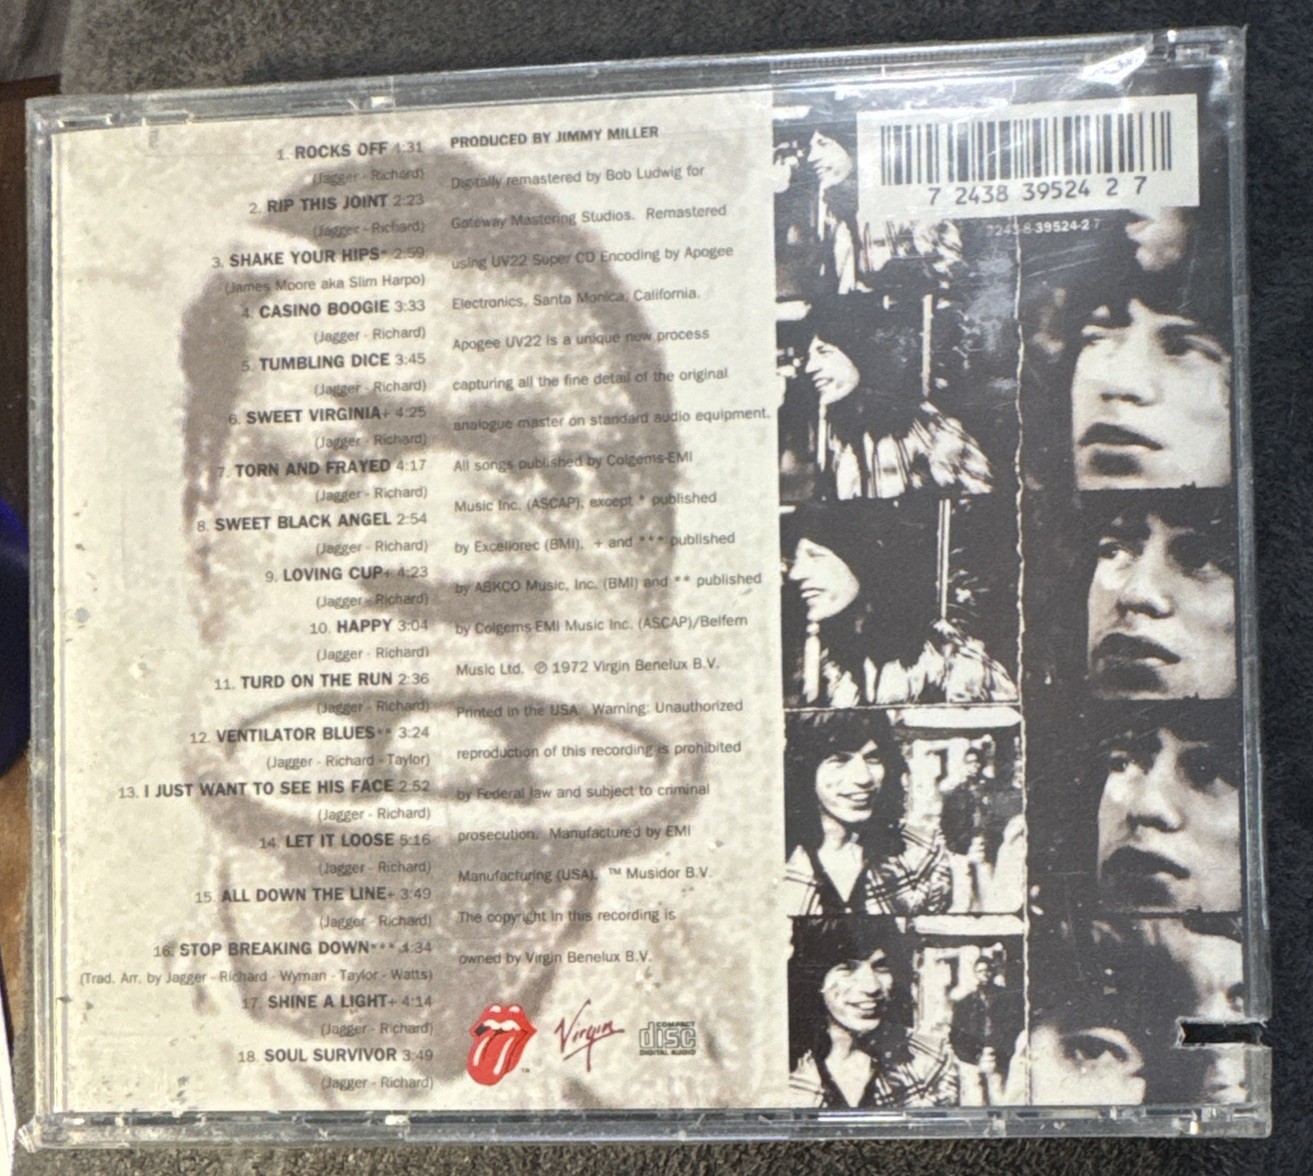 1. ROCKS OFF 4:31
(Jagger - Richard)
2. RIP THIS JOINT 2:23
(Jagger - Richard)
3. SHAKE YOUR HIPS* 2:59
(James Moore aka Slim Harpo)
4. CASINO BOOGIE 3:33
(Jagger - Richard)
5. TUMBLING DICE 3:45
(Jagger - Richard)
6. SWEET VIRGINIA+ 4:25
(Jagger - Richard)
7. TORN AND FRAYED 4:17
(Jagger - Richard)
8. SWEET BLACK ANGEL 2:54
(Jagger - Richard)
9. LOVING CUP+ 4:23
(Jagger - Richard)
10. HAPPY 3:04
(Jagger - Richard)
11. TURD ON THE RUN 2:36
(Jagger - Richard)
12. VENTILATOR BLUES** 3:24
(Jagger - Richard - Taylor)
13. I JUST WANT TO SEE HIS FACE 2:52
(Jagger - Richard)
14. LET IT LOOSE 5:16
(Jagger - Richard)
15. ALL DOWN THE LINE+ 3:49
(Jagger - Richard)
16. STOP BREAKING DOWN*** 4:34
(Trad. Arr. by Jagger - Richard - Wyman - Taylor - Watts)
17. SHINE A LIGHT+ 4:14
(Jagger - Richard)
18. SOUL SURVIVOR 3:49
(Jagger - Richard)
PRODUCED BY JIMMY MILLER
Digitally remastered by Bob Ludwig for
Gateway Mastering Studios. Remastered
using UV22 Super CD Encoding by Apogee
Electronics, Santa Monica, California.
Apogee UV22 is a unique new process
capturing all the fine detail of the original
analogue master on standard audio equipment.
All songs published by Colgems-EMI
Music Inc. (ASCAP), except * published
by Excellorec (BMI), + and *** published
by ABKCO Music, Inc. (BMI) and ** published
by Colgems-EMI Music Inc. (ASCAP)/Belfern
Music Ltd. ℗ 1972 Virgin Benelux B.V.
Printed in the USA. Warning: Unauthorized
reproduction of this recording is prohibited
by Federal law and subject to criminal
prosecution. Manufactured by EMI
Manufacturing (USA). ™ Musidor B.V.
The copyright in this recording is
owned by Virgin Benelux B.V.
TM
Virgin
COMPACT
disc
DIGITAL AUDIO
7 2438 39524 2 7
7243-8-39524-2 7